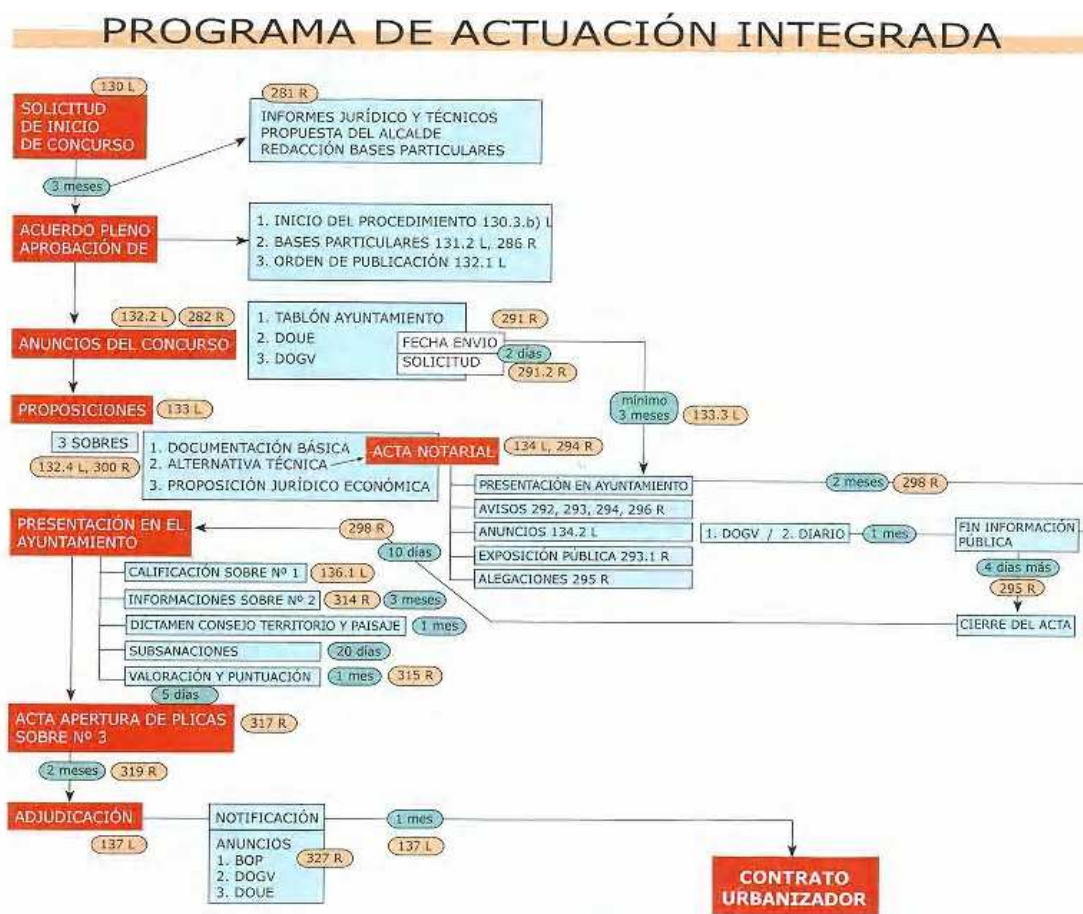 PROGRAMA DE ACTUACIÓN INTEGRADA
130 L
SOLICITUD
DE INICIO
DE CONCURSO
281 R
INFORMES JURÍDICO Y TÉCNICOS
PROPUESTA DEL ALCALDE
REDACCIÓN BASES PARTICULARES
3 meses
ACUERDO PLENO
APROBACIÓN DE
1. INICIO DEL PROCEDIMIENTO 130.3.b) L
2. BASES PARTICULARES 131.2 L, 286 R
3. ORDEN DE PUBLICACIÓN 132.1 L
132.2 L
282 R
ANUNCIOS DEL CONCURSO
1. TABLÓN AYUNTAMIENTO
2. DOUE
3. DOGV
291 R
FECHA ENVIO
2 días
SOLICITUD
291.2 R
mínimo
3 meses
133.3 L
PROPOSICIONES
133 L
3 SOBRES
132.4 L, 300 R
1. DOCUMENTACIÓN BÁSICA
2. ALTERNATIVA TÉCNICA
3. PROPOSICIÓN JURÍDICO ECONÓMICA
ACTA NOTARIAL
134 L, 294 R
PRESENTACIÓN EN AYUNTAMIENTO
2 meses
298 R
AVISOS 292, 293, 294, 296 R
ANUNCIOS 134.2 L
1. DOGV / 2. DIARIO
1 mes
FIN INFORMACIÓN
PÚBLICA
EXPOSICIÓN PÚBLICA 293.1 R
ALEGACIONES 295 R
4 días más
295 R
CIERRE DEL ACTA
10 días
298 R
PRESENTACIÓN EN EL
AYUNTAMIENTO
CALIFICACIÓN SOBRE Nº 1
136.1 L
INFORMACIONES SOBRE Nº 2
314 R
3 meses
DICTAMEN CONSEJO TERRITORIO Y PAISAJE
1 mes
SUBSANACIONES
20 días
VALORACIÓN Y PUNTUACIÓN
1 mes
315 R
5 días
ACTA APERTURA DE PLICAS
SOBRE Nº 3
317 R
2 meses
319 R
ADJUDICACIÓN
137 L
NOTIFICACIÓN
ANUNCIOS
1. BOP
2. DOGV
3. DOUE
327 R
1 mes
137 L
CONTRATO
URBANIZADOR